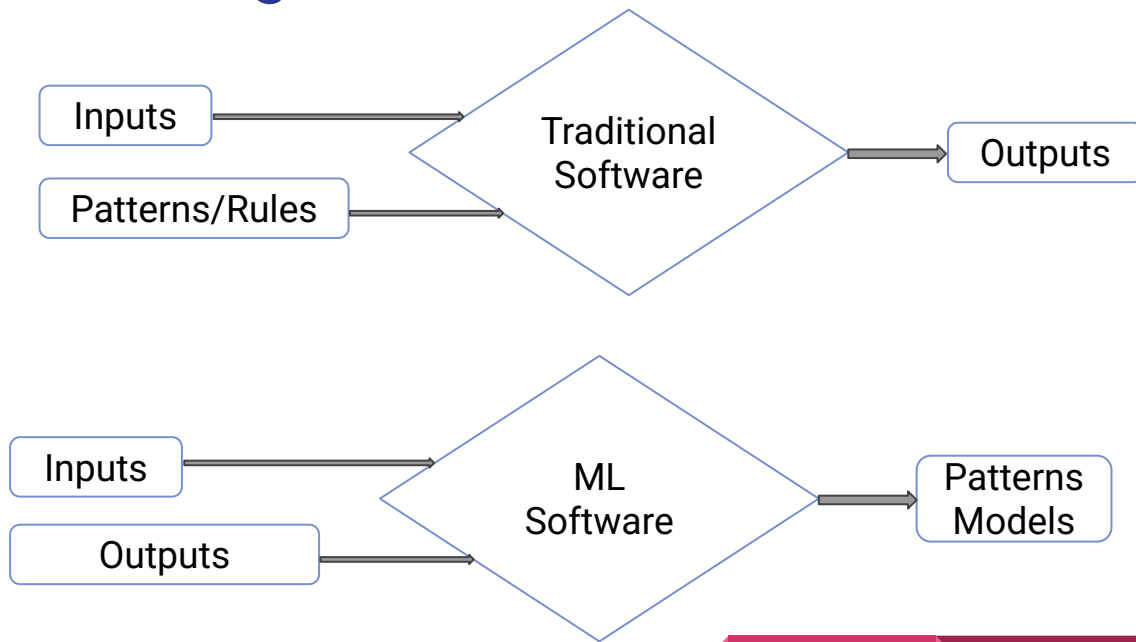 Inputs
Patterns/Rules
Traditional
Software
Outputs
Inputs
Outputs
ML
Software
Patterns
Models